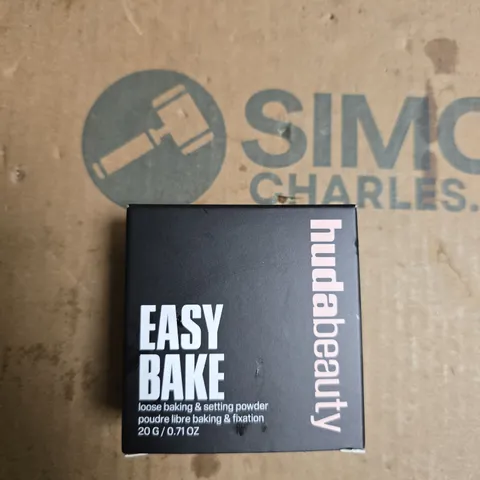 SIMO
CHARLES.
hudabeauty
EASY
BAKE
loose baking & setting powder
poudre libre baking & fixation
20 G / 0.71 OZ